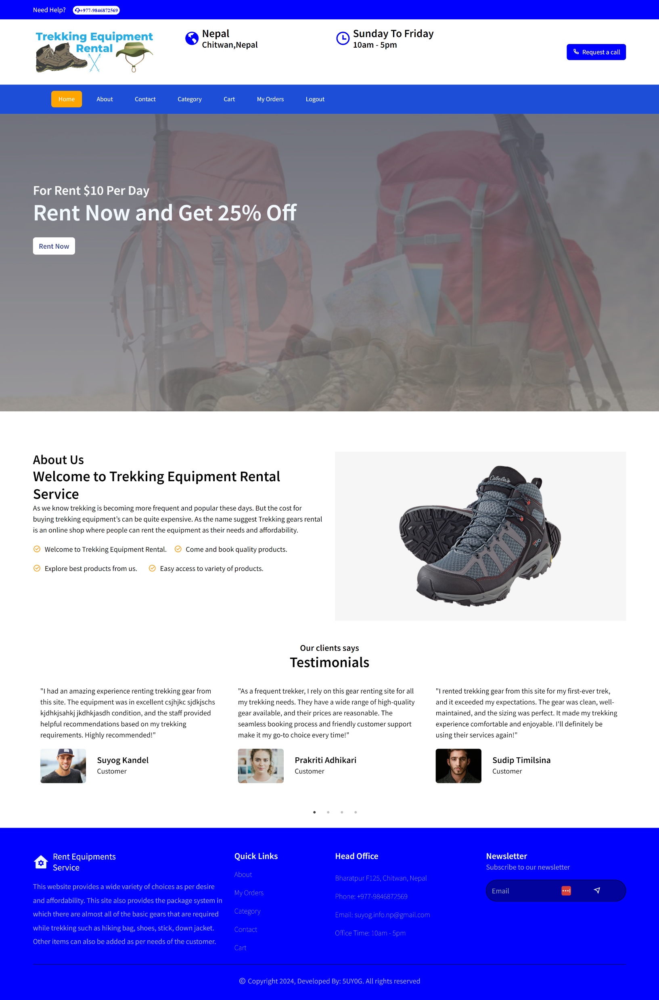 Need Help? +977-9846872569
Trekking Equipment
Rental
Nepal
Chitwan,Nepal
Sunday To Friday
10am - 5pm
Request a call
Home About Contact Category Cart My Orders Logout
For Rent $10 Per Day
Rent Now and Get 25% Off
BLACK
Rent Now
About Us
Welcome to Trekking Equipment Rental
Service
As we know trekking is becoming more frequent and popular these days. But the cost for
buying trekking equipment’s can be quite expensive. As the name suggest Trekking gears rental
is an online shop where people can rent the equipment as their needs and affordability.
Welcome to Trekking Equipment Rental. Come and book quality products.
Explore best products from us. Easy access to variety of products.
Cabela's
Our clients says
Testimonials
"I had an amazing experience renting trekking gear from
this site. The equipment was in excellent csjhjkc sjdkjschs
kjdhkjsahkj jkdhkjasdh condition, and the staff provided
helpful recommendations based on my trekking
requirements. Highly recommended!"
Suyog Kandel
Customer
"As a frequent trekker, I rely on this gear renting site for all
my trekking needs. They have a wide range of high-quality
gear available, and their prices are reasonable. The
seamless booking process and friendly customer support
make it my go-to choice every time!"
Prakriti Adhikari
Customer
"I rented trekking gear from this site for my first-ever trek,
and it exceeded my expectations. The gear was clean, well-
maintained, and the sizing was perfect. It made my trekking
experience comfortable and enjoyable. I'll definitely be
using their services again!"
Sudip Timilsina
Customer
Rent Equipments
Service
This website provides a wide variety of choices as per desire
and affordability. This site also provides the package system in
which there are almost all of the basic gears that are required
while trekking such as hiking bag, shoes, stick, down jacket.
Other items can also be added as per needs of the customer.
Quick Links
About
My Orders
Category
Contact
Cart
Head Office
Bharatpur F125, Chitwan, Nepal
Phone: +977-9846872569
Email: suyog.info.np@gmail.com
Office Time: 10am - 5pm
Newsletter
Subscribe to our newsletter
Email
© Copyright 2024, Developed By: 5UY0G. All rights reserved